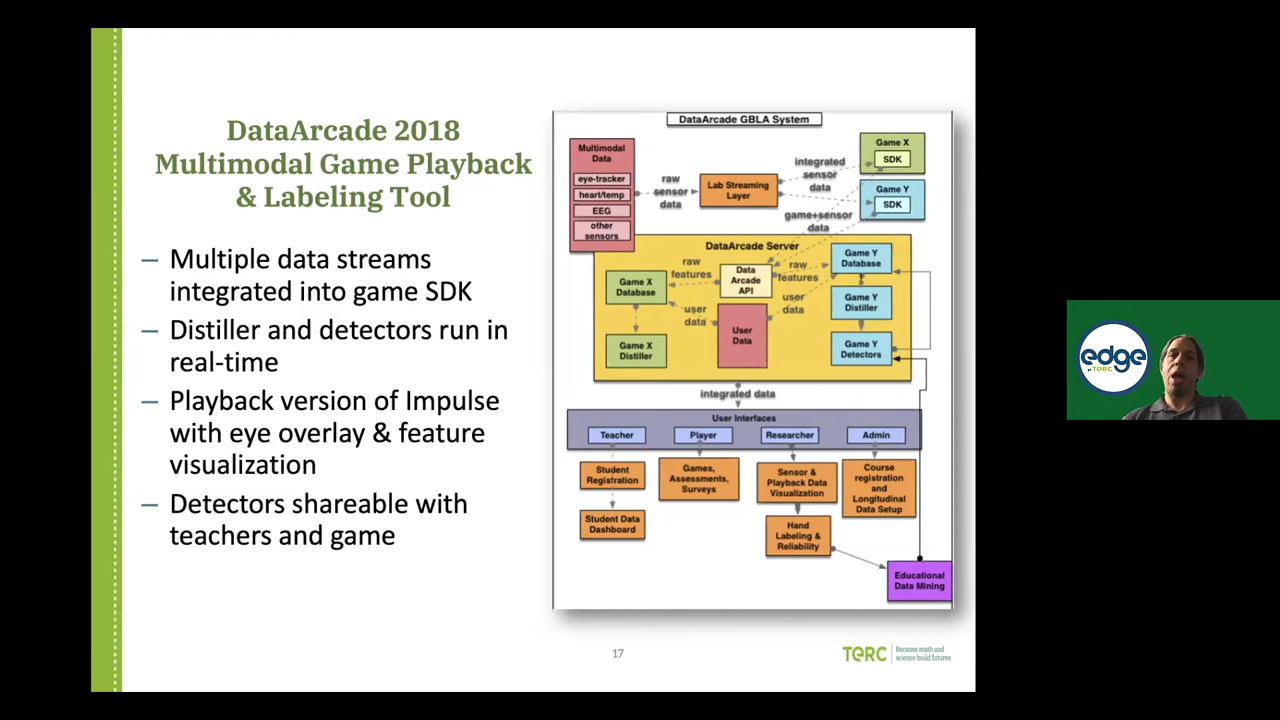 DataArcade 2018
Multimodal Game Playback
& Labeling Tool
– Multiple data streams
integrated into game SDK
– Distiller and detectors run in
real-time
– Playback version of Impulse
with eye overlay & feature
visualization
– Detectors shareable with
teachers and game
DataArcade GBLA System
Multimodal
Data
eye-tracker
heart/temp
EEG
other
sensors
raw
sensor
data
Lab Streaming
Layer
integrated
sensor
data
Game X
SDK
Game Y
SDK
game+sensor
data
DataArcade Server
Game X
Database
raw
features
Data
Arcade
API
raw
features
Game Y
Database
user
data
User
Data
user
data
Game Y
Distiller
Game X
Distiller
Game Y
Detectors
integrated data
User Interfaces
Teacher
Player
Researcher
Admin
Student
Registration
Games,
Assessments,
Surveys
Sensor &
Playback Data
Visualization
Course
registration
and
Longitudinal
Data Setup
Student Data
Dashboard
Hand
Labeling &
Reliability
Educational
Data Mining
17
TERC
Because math and
science build futures
edge
at TERC